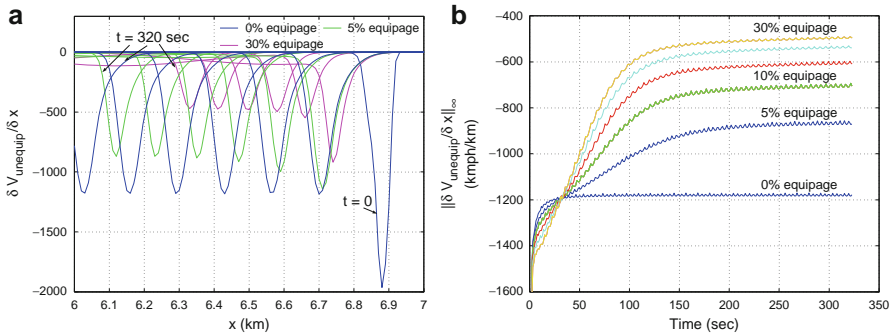 a
0% equipage
5% equipage
30% equipage
t = 320 sec
t = 0
0
−500
−1000
−1500
−2000
δ V_unequip/δ x
6
6.1
6.2
6.3
6.4
6.5
6.6
6.7
6.8
6.9
7
x (km)
b
−400
−600
−800
−1000
−1200
−1400
−1600
||δ V_unequip/δ x||∞
(kmph/km)
30% equipage
10% equipage
5% equipage
0% equipage
0
50
100
150
200
250
300
350
Time (sec)